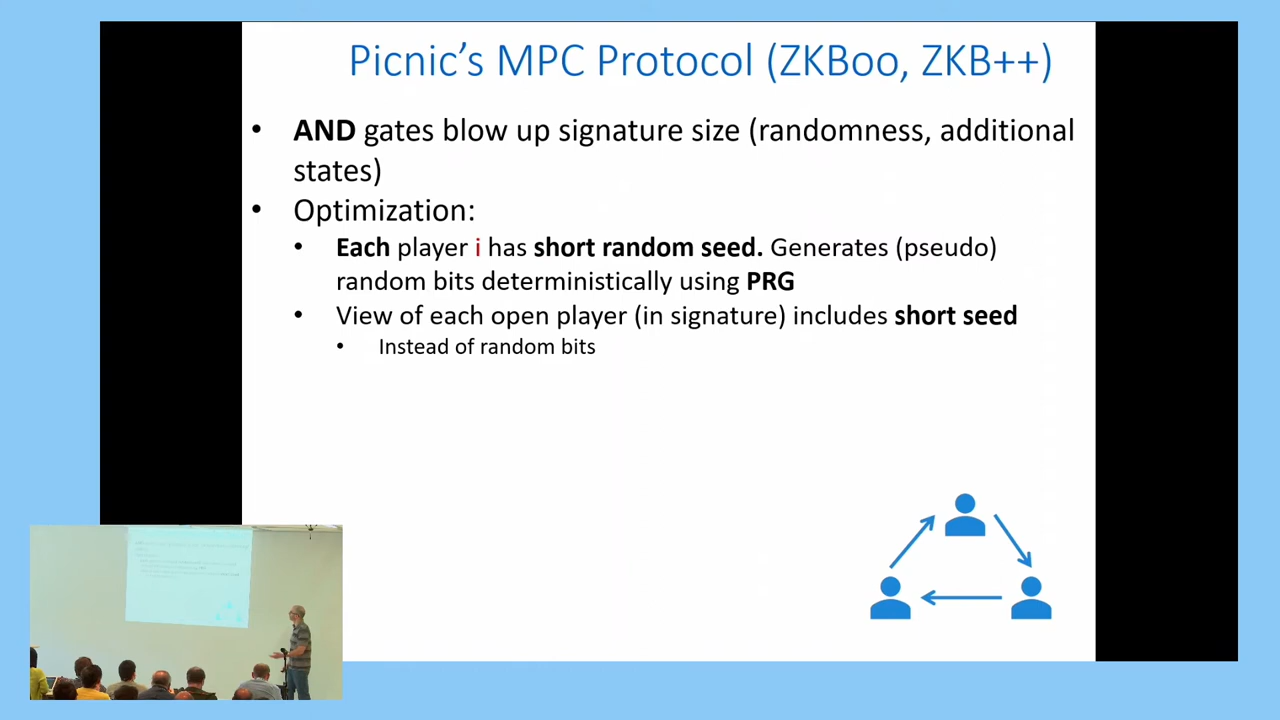 Picnic's MPC Protocol (ZKBoo, ZKB++)
• AND gates blow up signature size (randomness, additional
states)
• Optimization:
• Each player i has short random seed. Generates (pseudo)
random bits deterministically using PRG
• View of each open player (in signature) includes short seed
• Instead of random bits